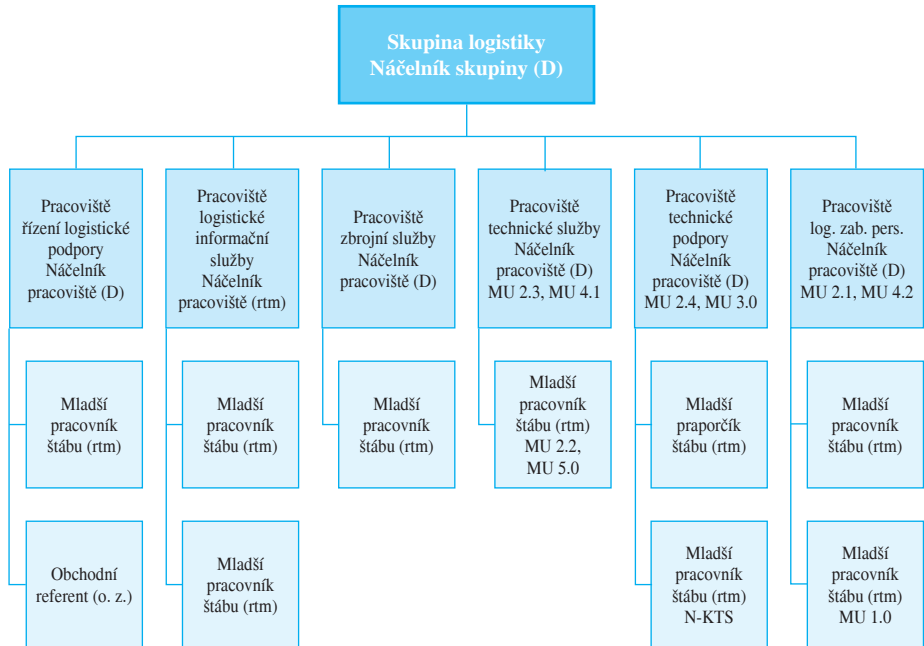 Skupina logistiky
Náčelník skupiny (D)
Pracoviště
řízení logistické
podpory
Náčelník
pracoviště (D)
Pracoviště
logistické
informační
služby
Náčelník
pracoviště (rtm)
Pracoviště
zbrojní služby
Náčelník
pracoviště (D)
Pracoviště
technické služby
Náčelník
pracoviště (D)
MU 2.3, MU 4.1
Pracoviště
technické
podpory
Náčelník
pracoviště (D)
MU 2.4, MU 3.0
Pracoviště
log. zab. pers.
Náčelník
pracoviště (D)
MU 2.1, MU 4.2
Mladší
pracovník
štábu (rtm)
Mladší
pracovník
štábu (rtm)
Mladší
pracovník
štábu (rtm)
Mladší
pracovník
štábu (rtm)
MU 2.2,
MU 5.0
Mladší
praporčík
štábu (rtm)
Mladší
pracovník
štábu (rtm)
Obchodní
referent (o. z.)
Mladší
pracovník
štábu (rtm)
Mladší
pracovník
štábu (rtm)
N-KTS
Mladší
pracovník
štábu (rtm)
MU 1.0